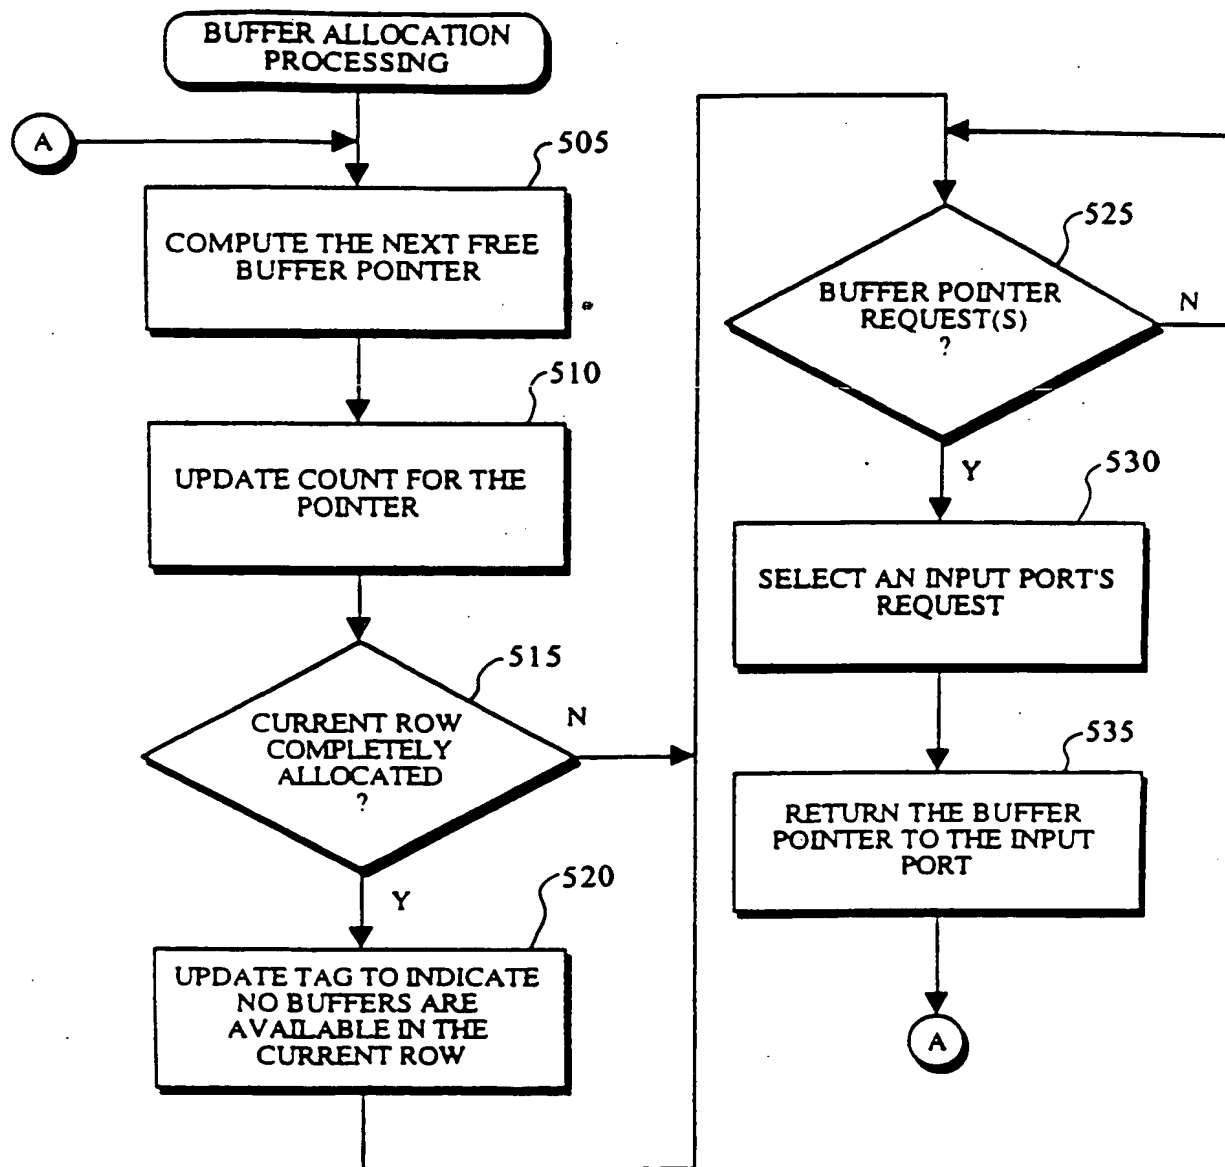 BUFFER ALLOCATION
PROCESSING
A
505
COMPUTE THE NEXT FREE
BUFFER POINTER
510
UPDATE COUNT FOR THE
POINTER
515
CURRENT ROW
COMPLETELY
ALLOCATED
?
N
Y
520
UPDATE TAG TO INDICATE
NO BUFFERS ARE
AVAILABLE IN THE
CURRENT ROW
525
BUFFER POINTER
REQUEST(S)
?
N
Y
530
SELECT AN INPUT PORT'S
REQUEST
535
RETURN THE BUFFER
POINTER TO THE INPUT
PORT
A